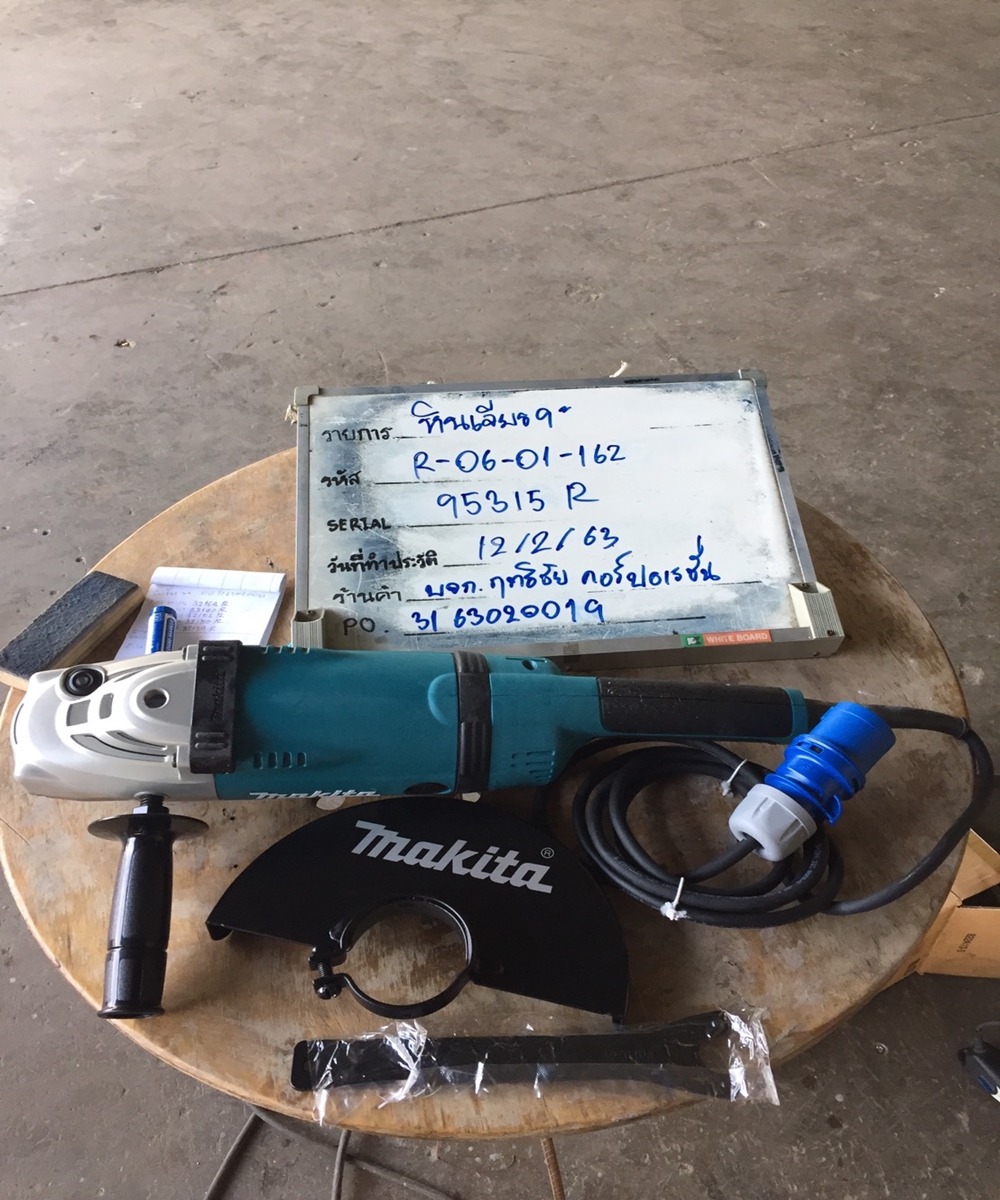 รายการ หินเจียร 9"
รหัส R-06-01-162
SERIAL 95315 R
วันที่ทำประวัติ 12/2/63
ร้านค้า บจก. ฤทธิชัย คอร์ปอเรชั่น
PO. 3163020019
WHITE BOARD
makita
makita
makita®